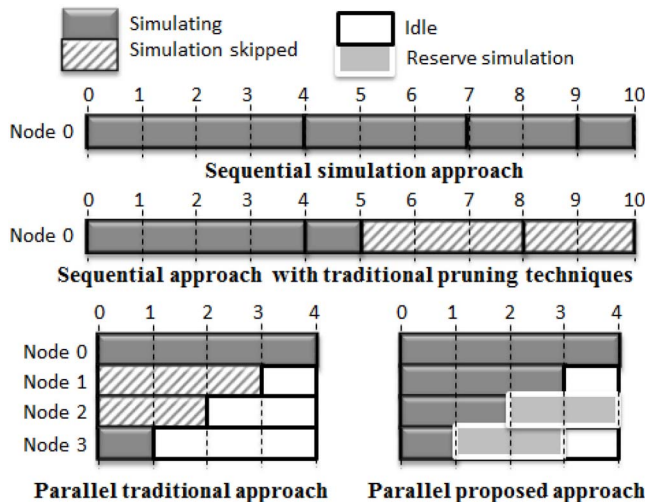 Simulating
Idle
Simulation skipped
Reserve simulation
0 1 2 3 4 5 6 7 8 9 10
Node 0
Sequential simulation approach
0 1 2 3 4 5 6 7 8 9 10
Node 0
Sequential approach with traditional pruning techniques
0 1 2 3 4
0 1 2 3 4
Node 0
Node 1
Node 2
Node 3
Parallel traditional approach
Parallel proposed approach